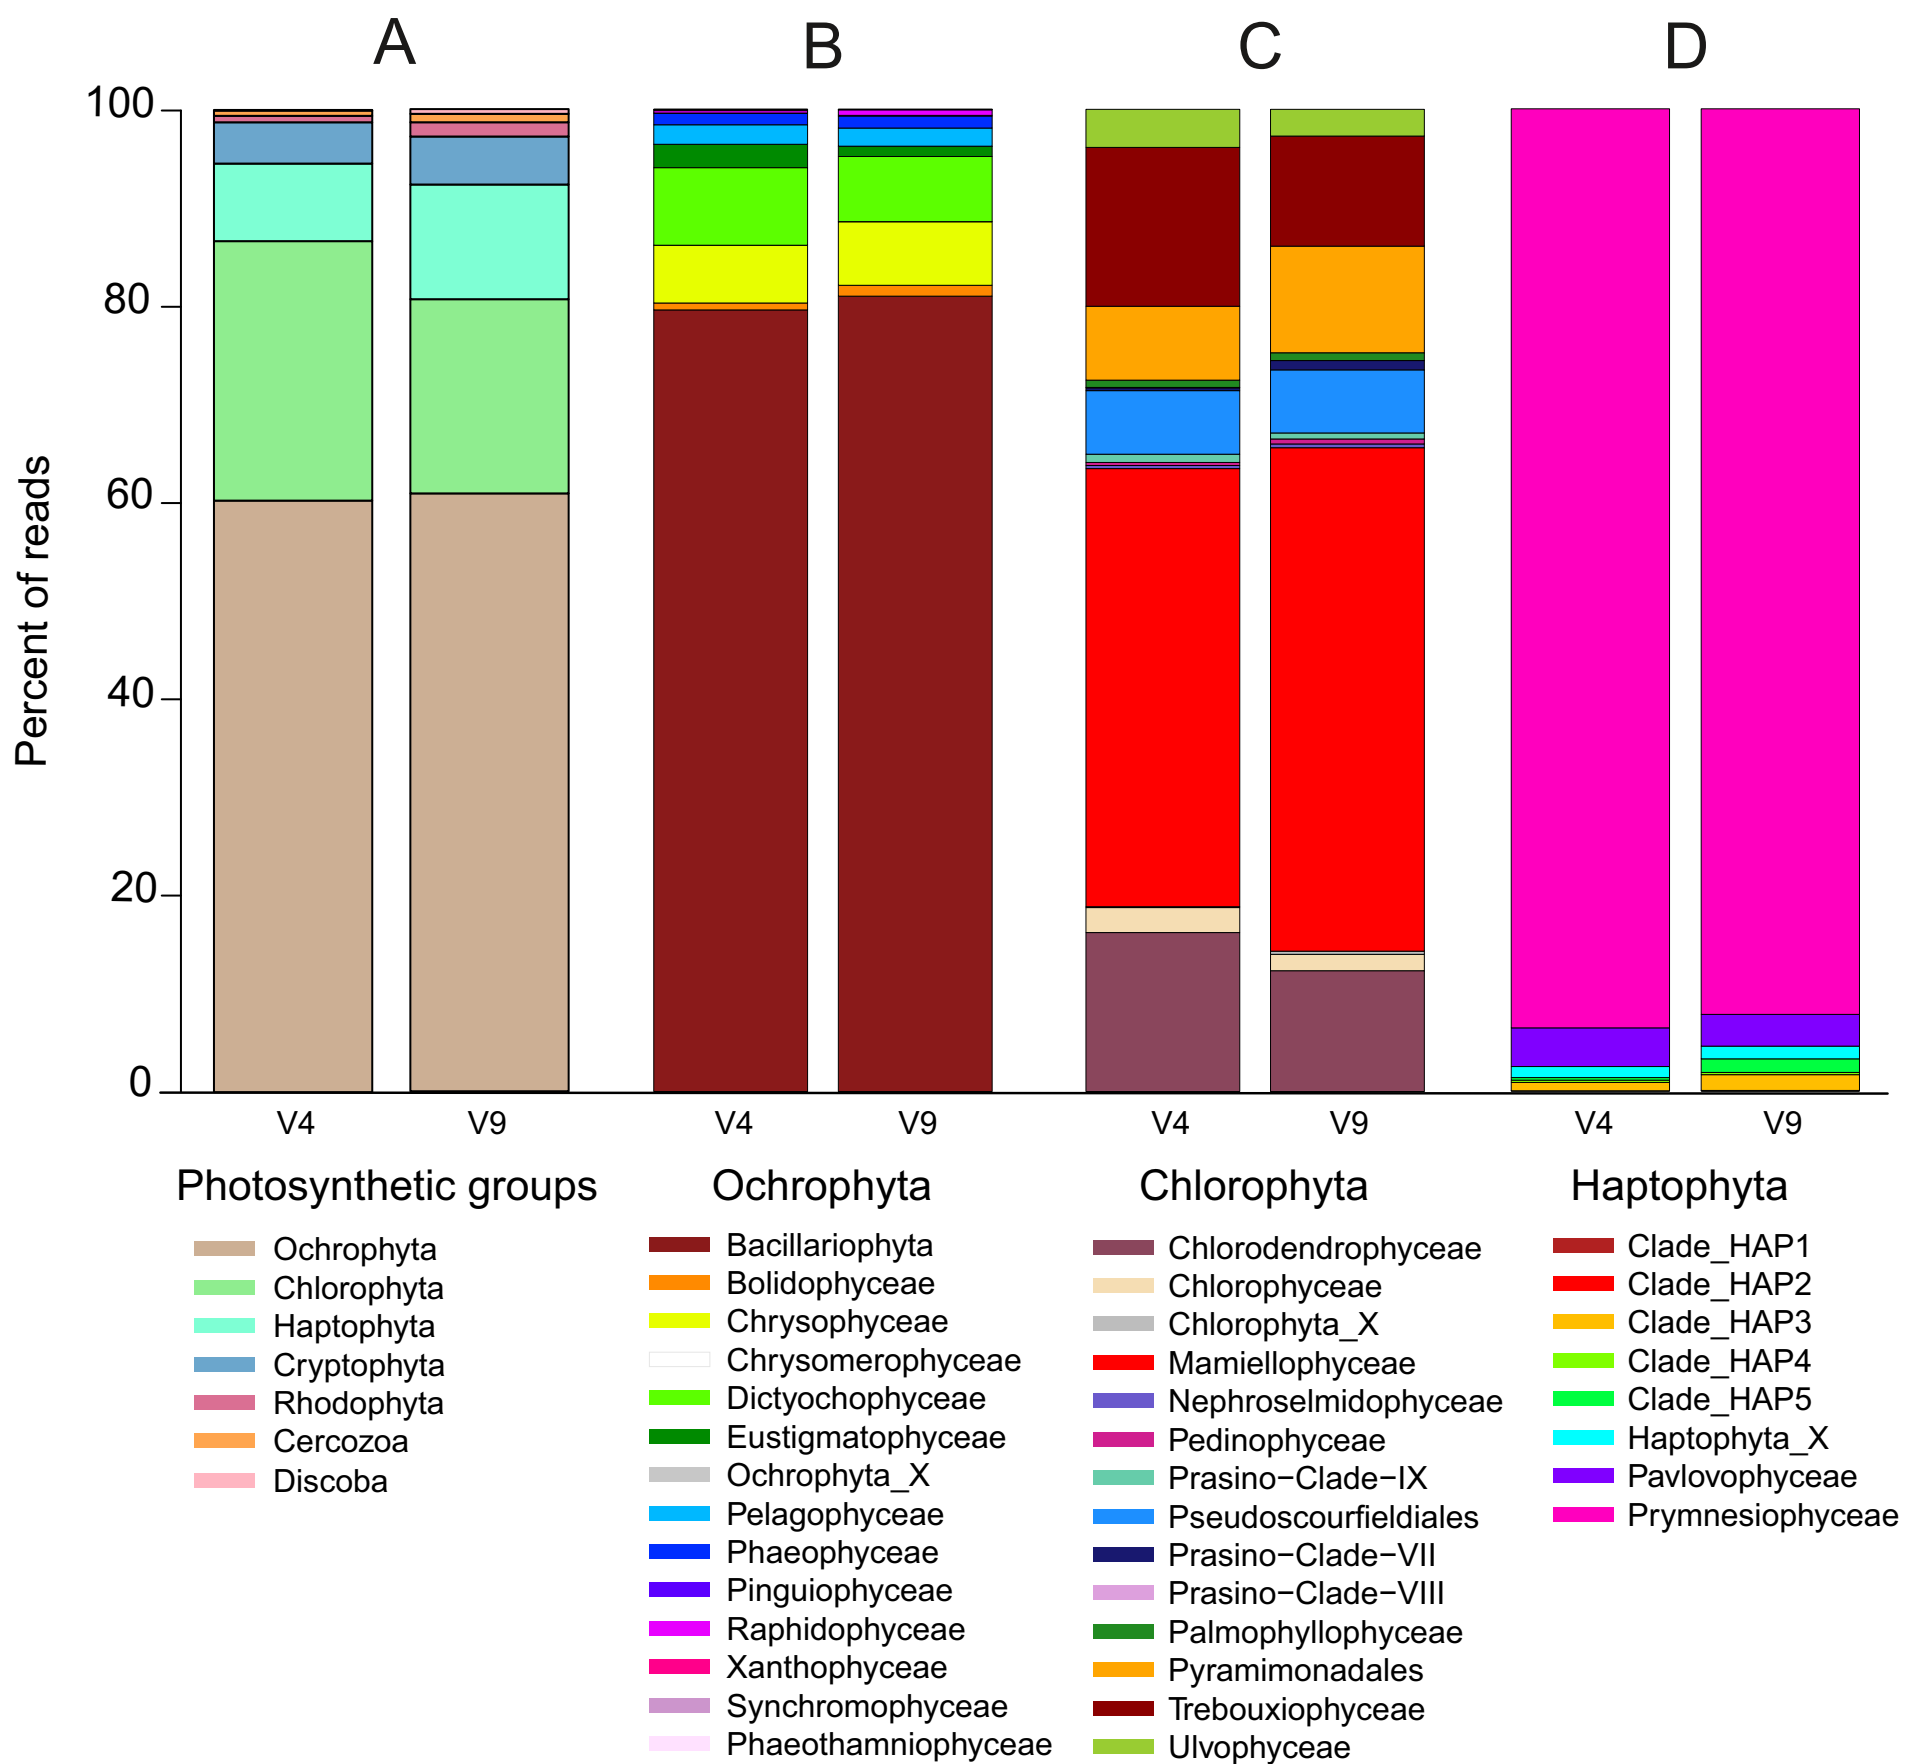 A B C D
100
80
60
40
20
0
Percent of reads
V4 V9 V4 V9 V4 V9 V4 V9
Photosynthetic groups
Ochrophyta
Chlorophyta
Haptophyta
Cryptophyta
Rhodophyta
Cercozoa
Discoba
Ochrophyta
Bacillariophyta
Bolidophyceae
Chrysophyceae
Chrysomerophyceae
Dictyochophyceae
Eustigmatophyceae
Ochrophyta_X
Pelagophyceae
Phaeophyceae
Pinguiophyceae
Raphidophyceae
Xanthophyceae
Synchromophyceae
Phaeothamniophyceae
Chlorophyta
Chlorodendrophyceae
Chlorophyceae
Chlorophyta_X
Mamiellophyceae
Nephroselmidophyceae
Pedinophyceae
Prasino−Clade−IX
Pseudoscourfieldiales
Prasino−Clade−VII
Prasino−Clade−VIII
Palmophyllophyceae
Pyramimonadales
Trebouxiophyceae
Ulvophyceae
Haptophyta
Clade_HAP1
Clade_HAP2
Clade_HAP3
Clade_HAP4
Clade_HAP5
Haptophyta_X
Pavlovophyceae
Prymnesiophyceae